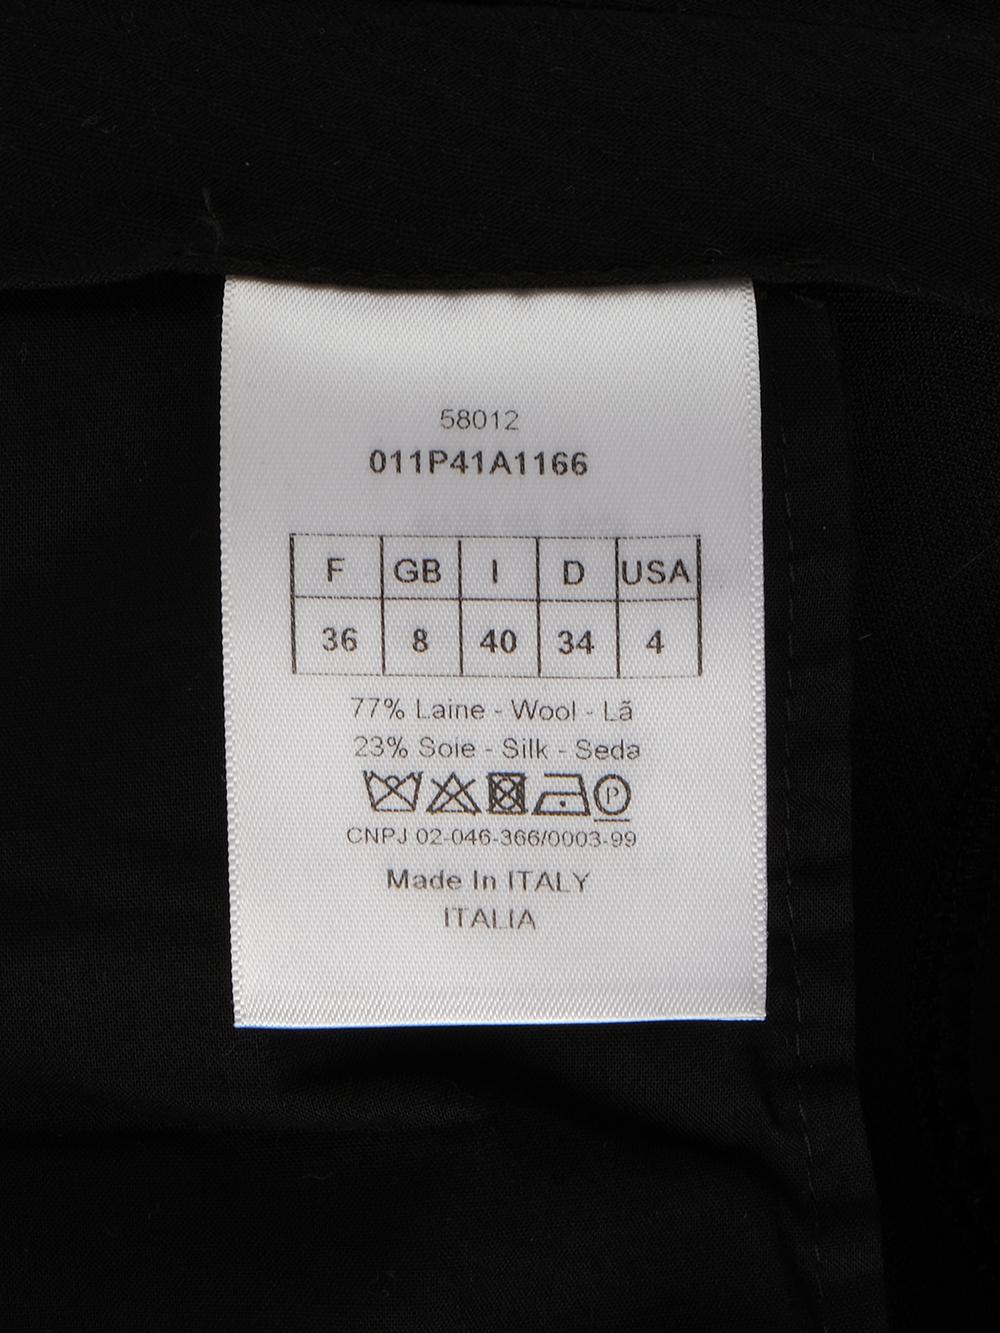 58012
011P41A1166
F GB I D USA
36 8 40 34 4
77% Laine - Wool - Lã
23% Soie - Silk - Seda
P
CNPJ 02-046-366/0003-99
Made In ITALY
ITALIA